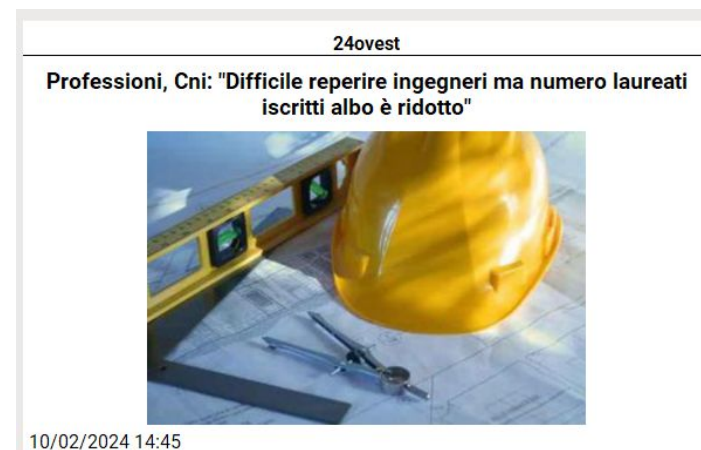 24ovest
Professioni, Cni: "Difficile reperire ingegneri ma numero laureati
iscritti albo è ridotto"
10/02/2024 14:45